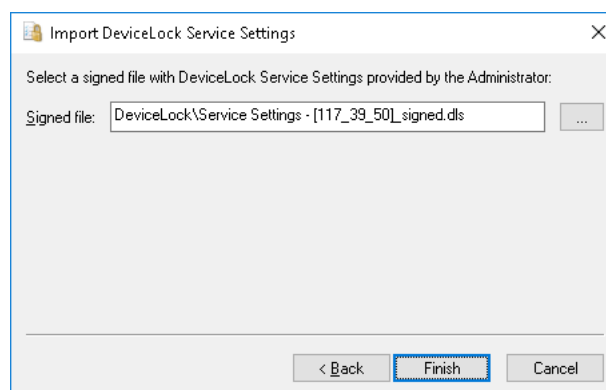 Import DeviceLock Service Settings
Select a signed file with DeviceLock Service Settings provided by the Administrator:
Signed file: DeviceLock\Service Settings - [117_39_50]_signed.dls ...
< Back Finish Cancel